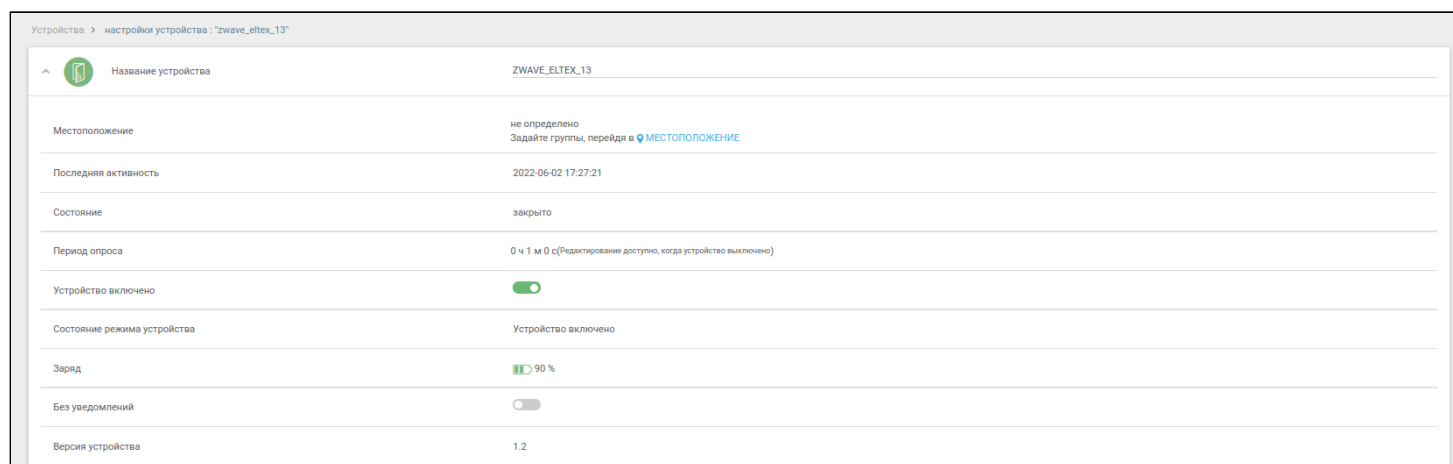 Устройства > настройки устройства : "zwave_eltex_13"
Название устройства ZWAVE_ELTEX_13
Местоположение не определено
Задайте группы, перейдя в МЕСТОПОЛОЖЕНИЕ
Последняя активность 2022-06-02 17:27:21
Состояние закрыто
Период опроса 0 ч 1 м 0 с(Редактирование доступно, когда устройство выключено)
Устройство включено
Состояние режима устройства Устройство включено
Заряд 90 %
Без уведомлений
Версия устройства 1.2